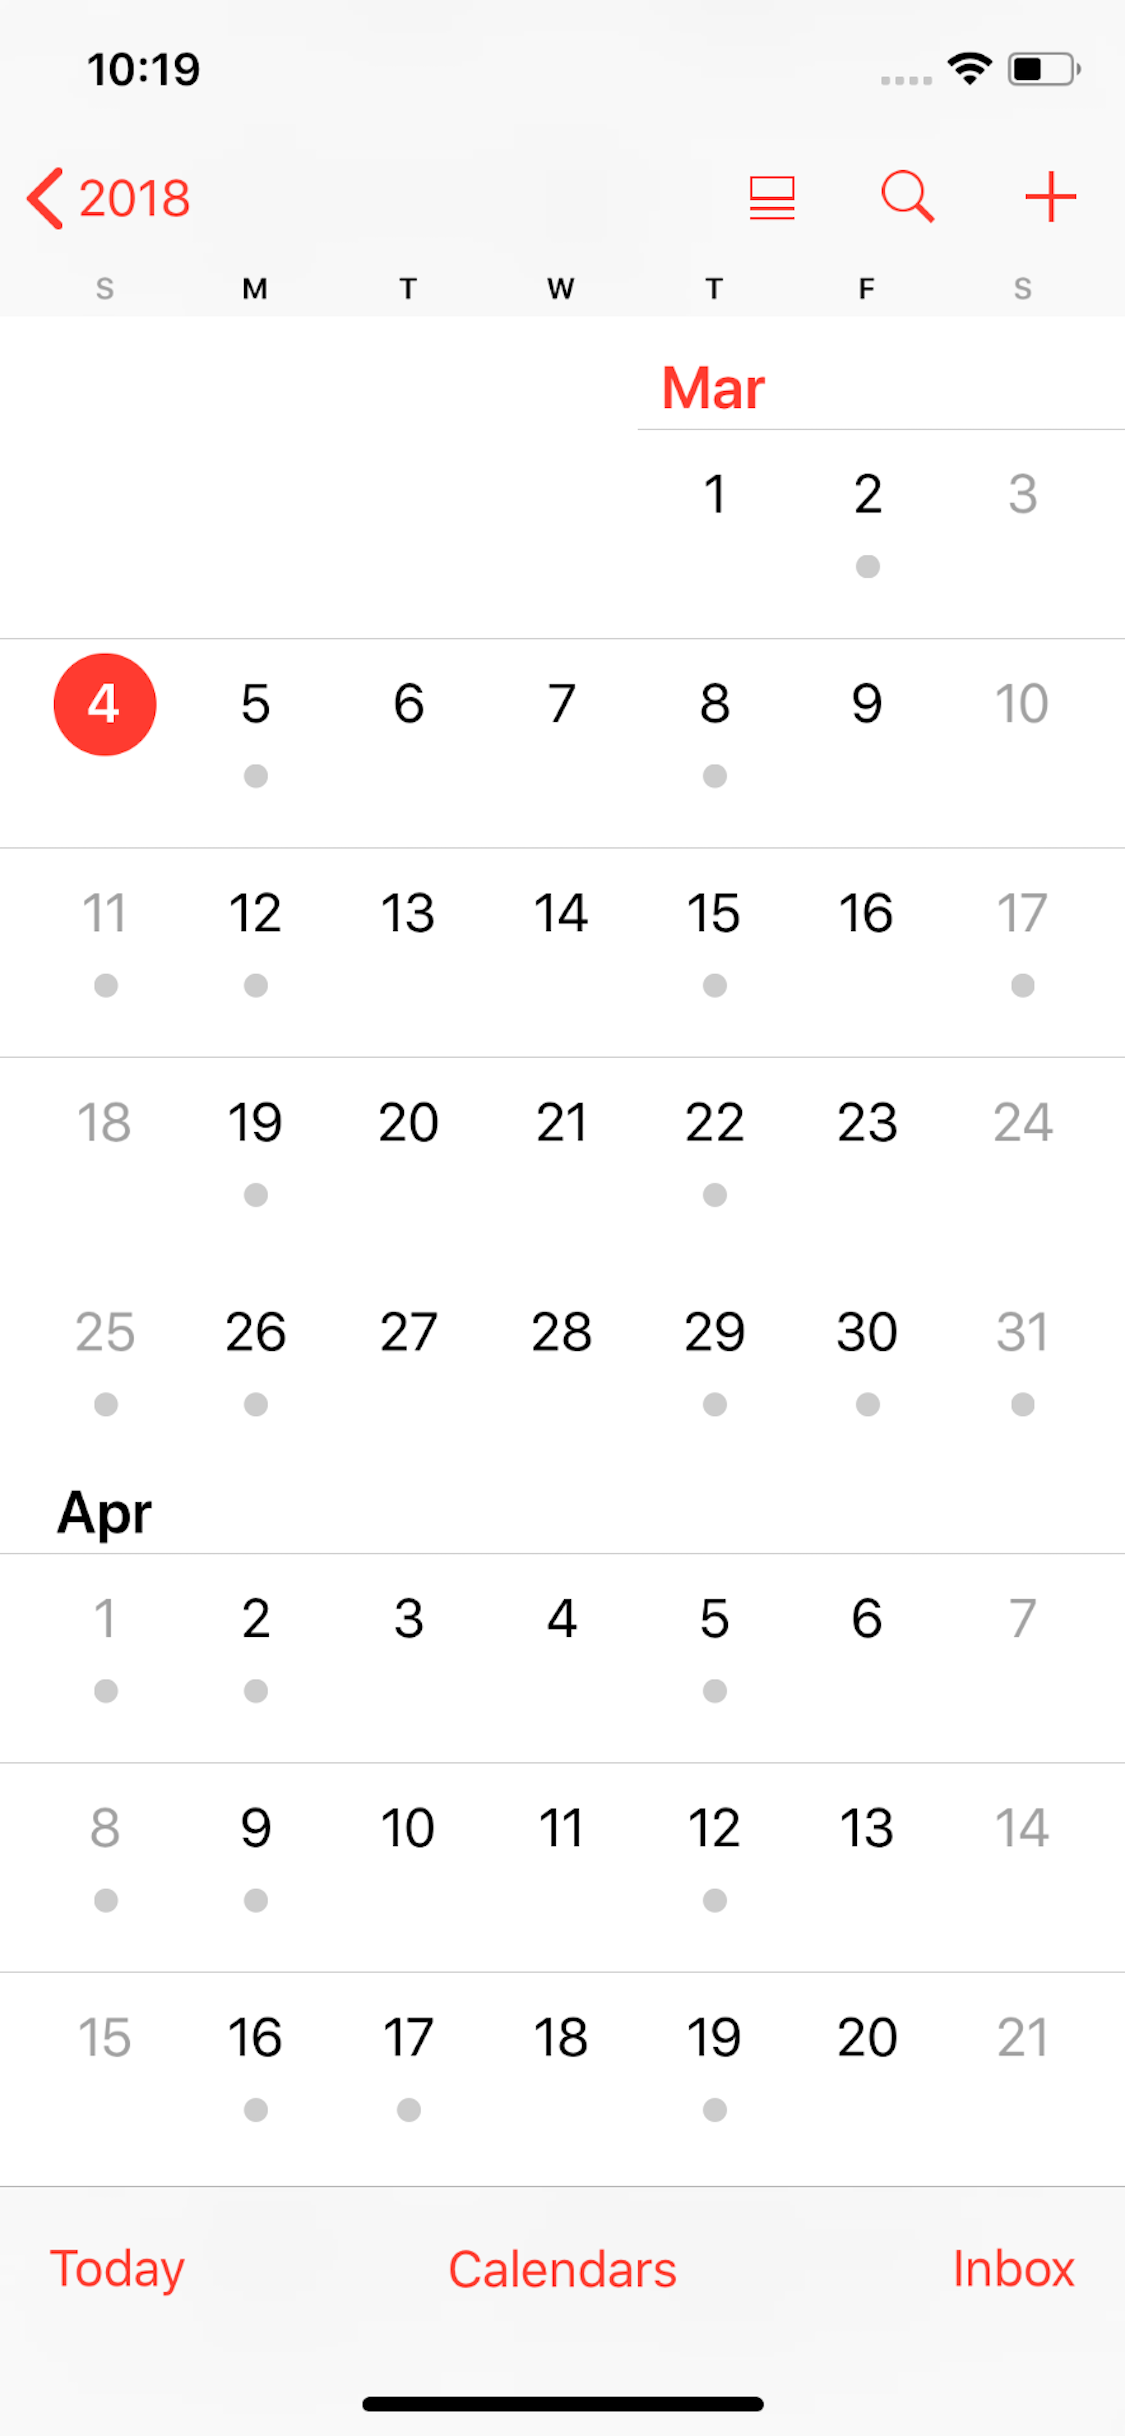 10:19
2018
S M T W T F S
Mar
1 2 3
4 5 6 7 8 9 10
11 12 13 14 15 16 17
18 19 20 21 22 23 24
25 26 27 28 29 30 31
Apr
1 2 3 4 5 6 7
8 9 10 11 12 13 14
15 16 17 18 19 20 21
Today Calendars Inbox